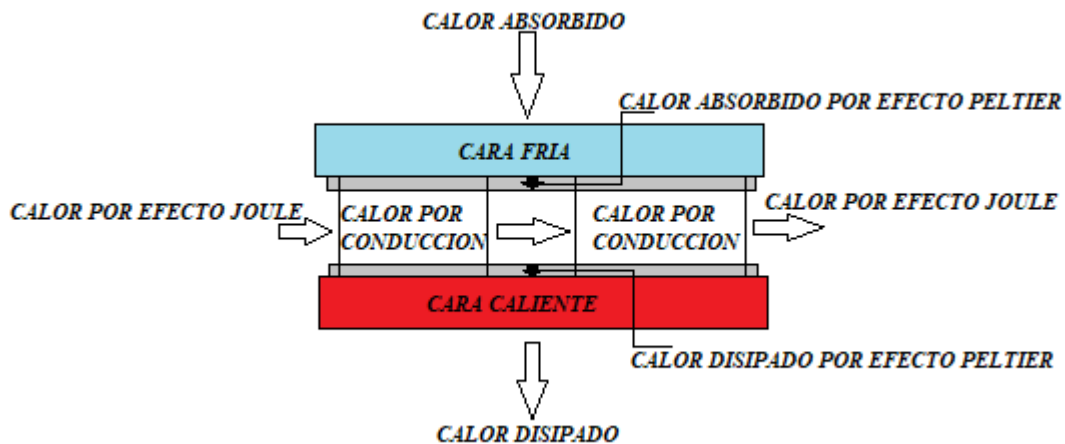 CALOR ABSORBIDO
CALOR ABSORBIDO POR EFECTO PELTIER
CARA FRIA
CALOR POR EFECTO JOULE
CALOR POR
CONDUCCION
CALOR POR
CONDUCCION
CALOR POR EFECTO JOULE
CARA CALIENTE
CALOR DISIPADO POR EFECTO PELTIER
CALOR DISIPADO